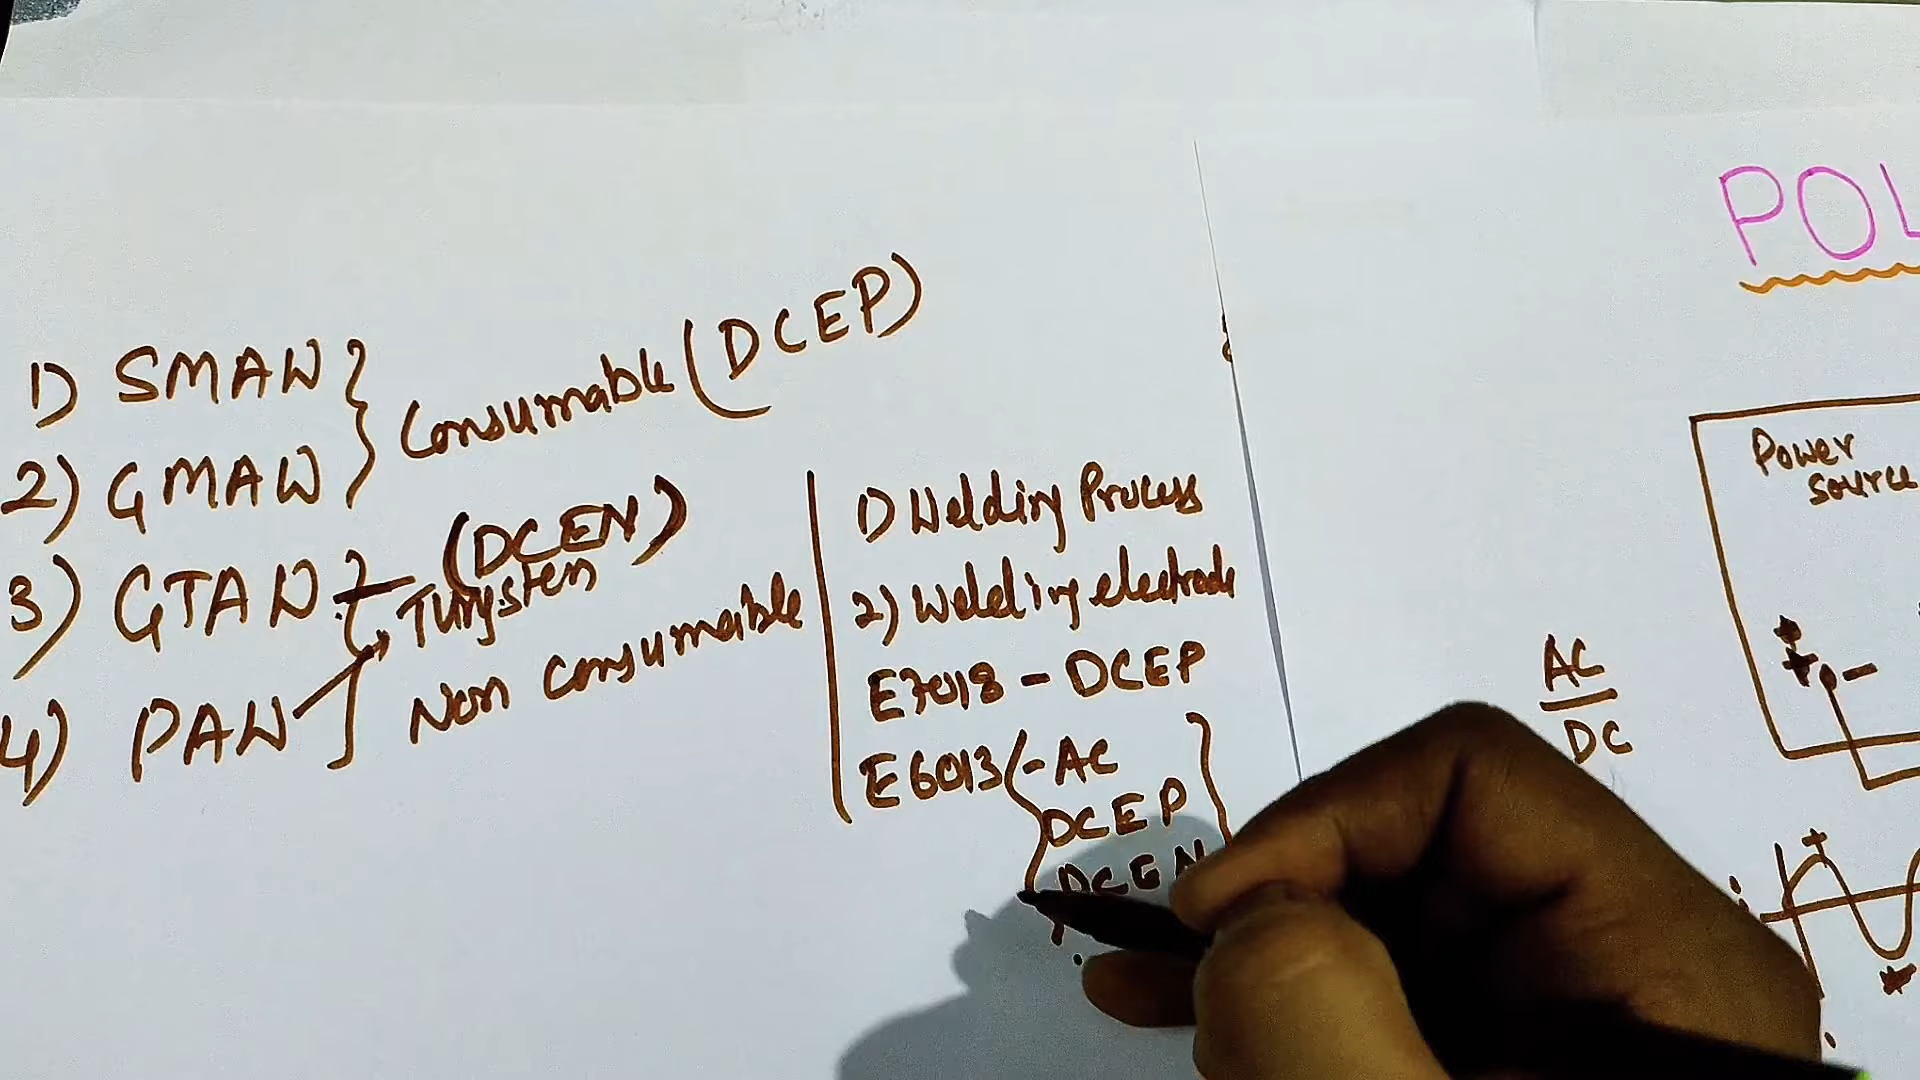 1) SMAW
2) GMAW
Consumable (DCEP)
3) GTAW
(DCEN)
Tungsten
4) PAW
Non Consumable
1) Welding Process
2) Welding electrode
E7018 - DCEP
E6013 - AC
DCEP
DCEN
POL
Power
source
+ -
AC
DC
+